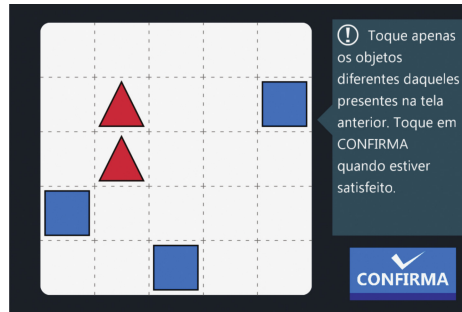 ! Toque apenas
os objetos
diferentes daqueles
presentes na tela
anterior. Toque em
CONFIRMA
quando estiver
satisfeito.
CONFIRMA